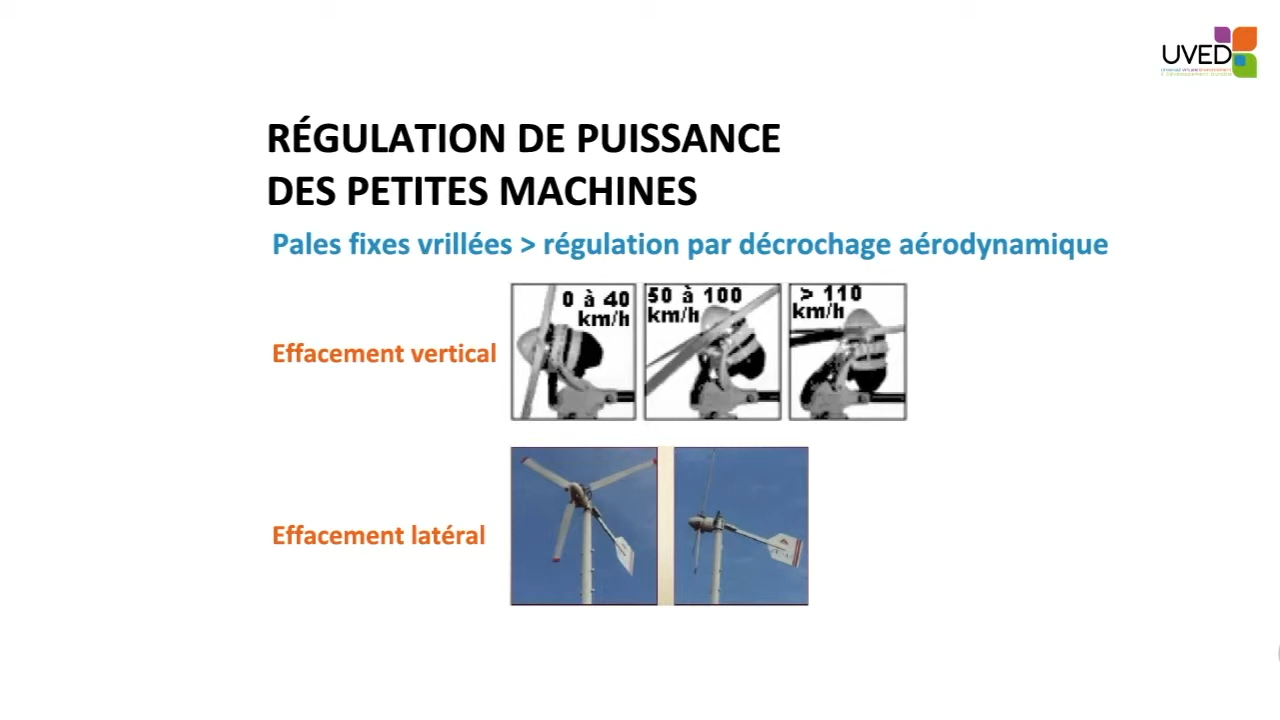 UVED
RÉGULATION DE PUISSANCE
DES PETITES MACHINES
Pales fixes vrillées > régulation par décrochage aérodynamique
0 à 40
km/h
50 à 100
km/h
> 110
km/h
Effacement vertical
Effacement latéral